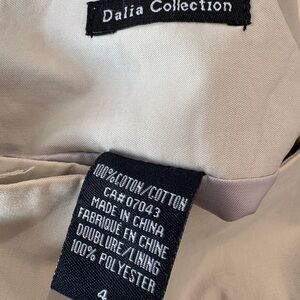 Dalia Collection
100%COTON/COTTON
CA#07043
MADE IN CHINA
FABRIQUE EN CHINE
DOUBLURE/LINING
100% POLYESTER
4